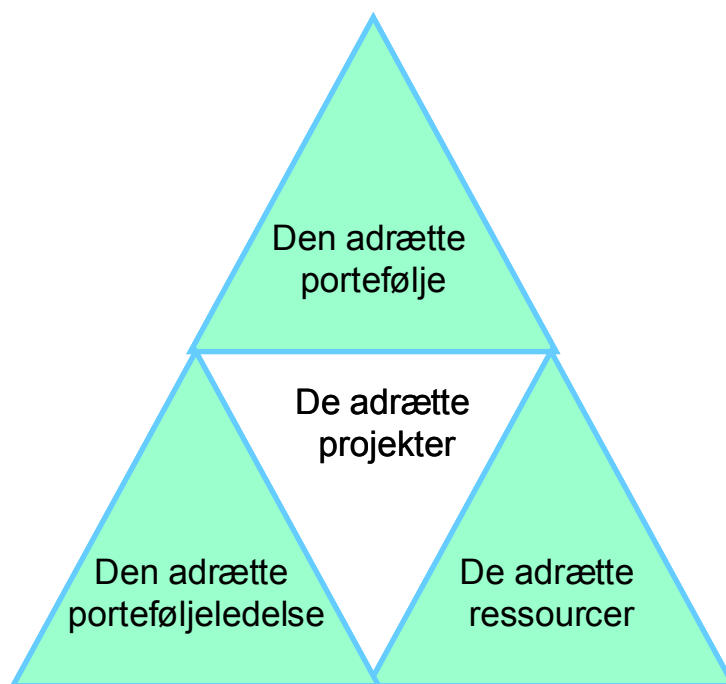 Den adrætte
portefølje
De adrætte
projekter
Den adrætte
porteføljeledelse
De adrætte
ressourcer